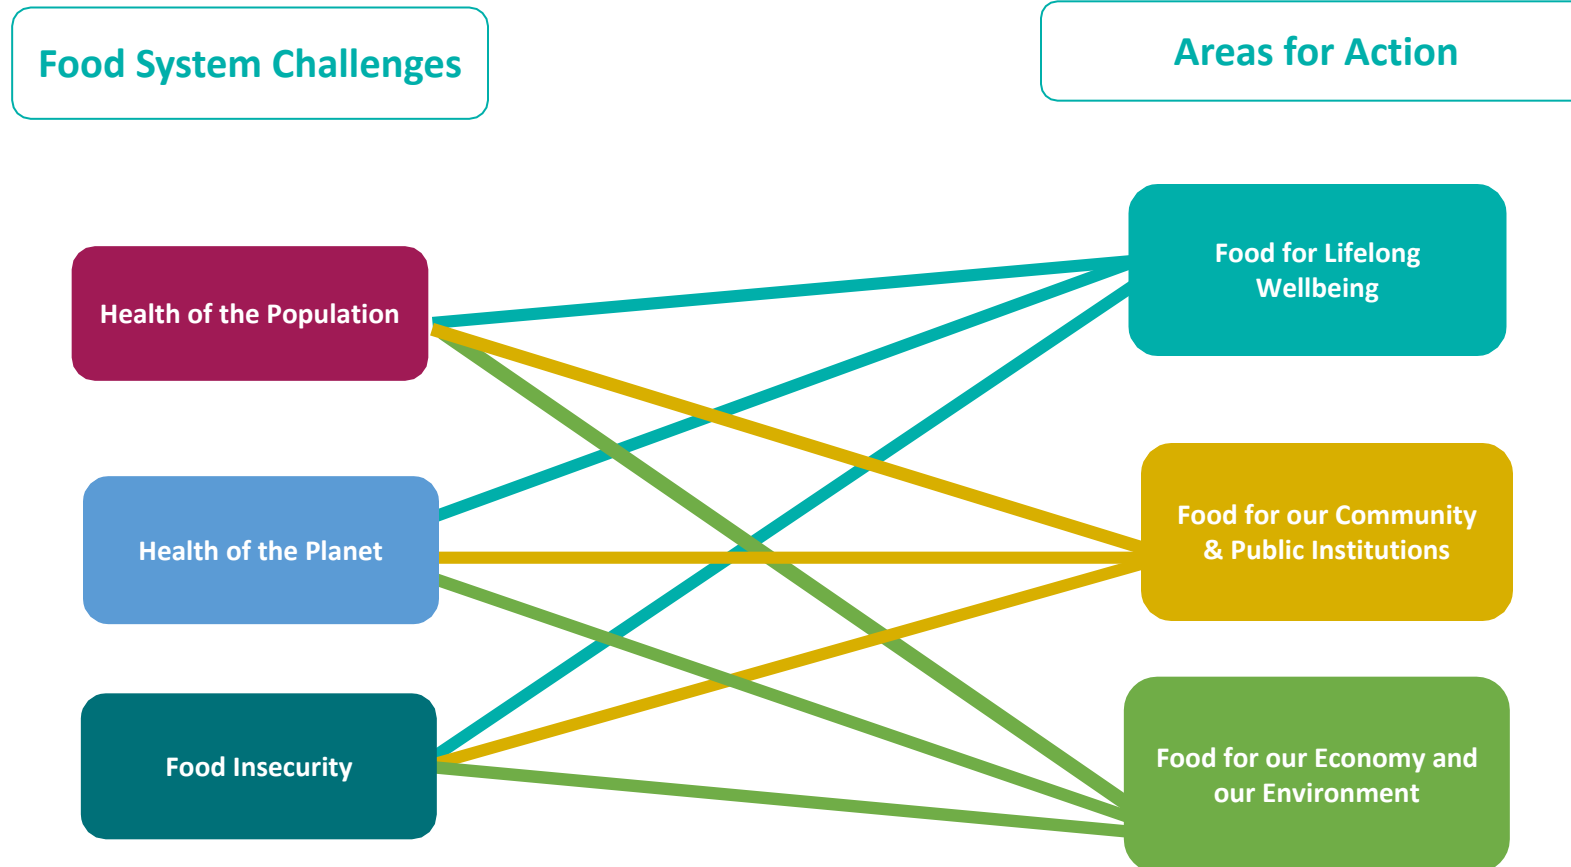 Food System Challenges
Areas for Action
Health of the Population
Health of the Planet
Food Insecurity
Food for Lifelong
Wellbeing
Food for our Community
& Public Institutions
Food for our Economy and
our Environment